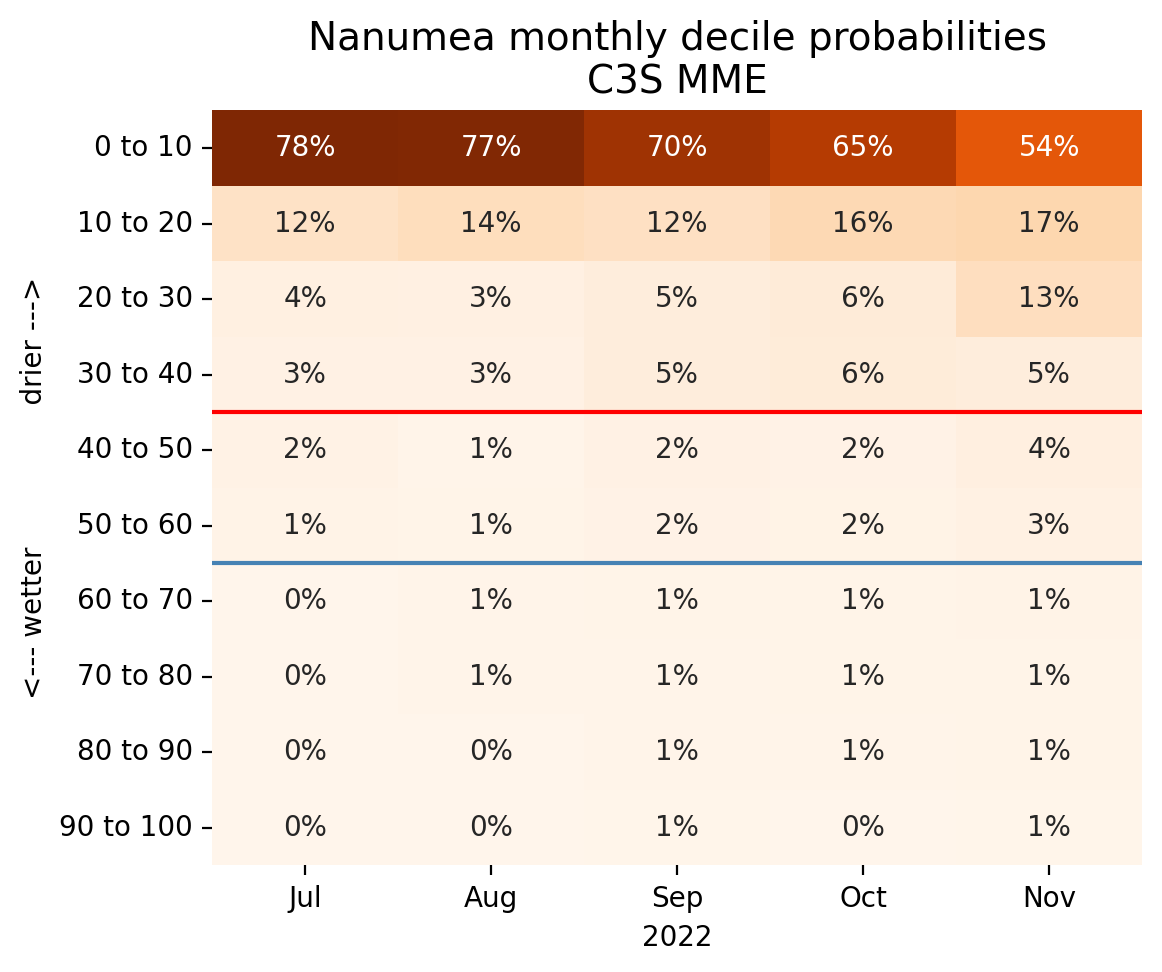 Nanumea monthly decile probabilities
C3S MME
drier --->
<--- wetter
0 to 10 78% 77% 70% 65% 54%
10 to 20 12% 14% 12% 16% 17%
20 to 30 4% 3% 5% 6% 13%
30 to 40 3% 3% 5% 6% 5%
40 to 50 2% 1% 2% 2% 4%
50 to 60 1% 1% 2% 2% 3%
60 to 70 0% 1% 1% 1% 1%
70 to 80 0% 1% 1% 1% 1%
80 to 90 0% 0% 1% 1% 1%
90 to 100 0% 0% 1% 0% 1%
Jul Aug Sep Oct Nov
2022